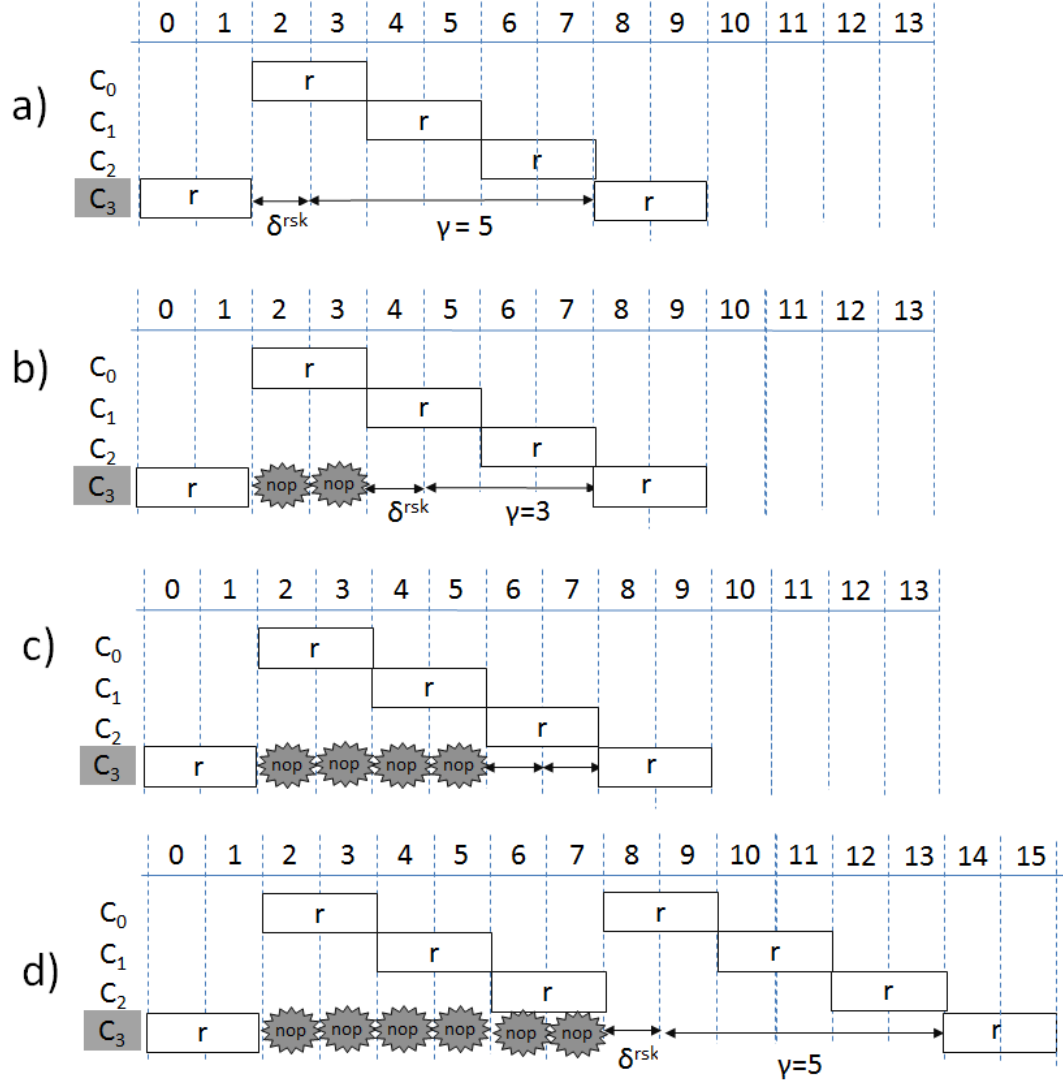 0 1 2 3 4 5 6 7 8 9 10 11 12 13
a)
C₀ r
C₁ r
C₂ r
C₃ r r
δʳˢᵏ γ = 5
0 1 2 3 4 5 6 7 8 9 10 11 12 13
b)
C₀ r
C₁ r
C₂ r
C₃ r nop nop r
δʳˢᵏ γ=3
0 1 2 3 4 5 6 7 8 9 10 11 12 13
c)
C₀ r
C₁ r
C₂ r
C₃ r nop nop nop nop r
0 1 2 3 4 5 6 7 8 9 10 11 12 13 14 15
d)
C₀ r r
C₁ r r
C₂ r r
C₃ r nop nop nop nop nop nop r
δʳˢᵏ γ=5